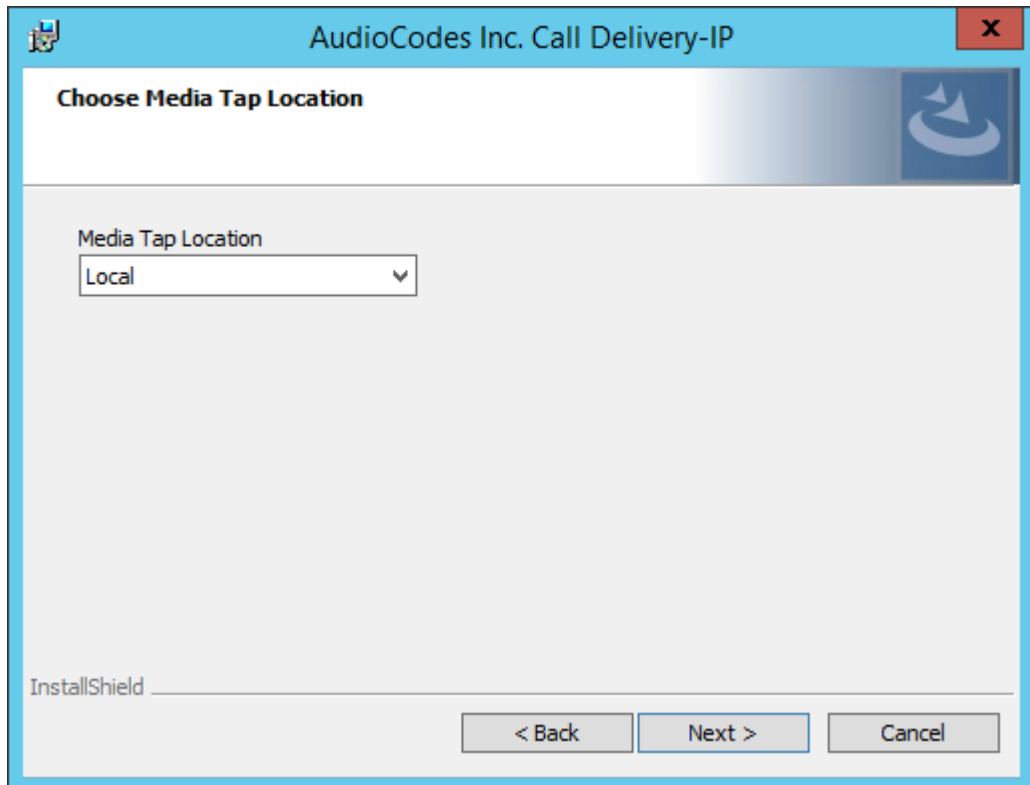 AudioCodes Inc. Call Delivery-IP
x
Choose Media Tap Location
Media Tap Location
Local
InstallShield
< Back
Next >
Cancel